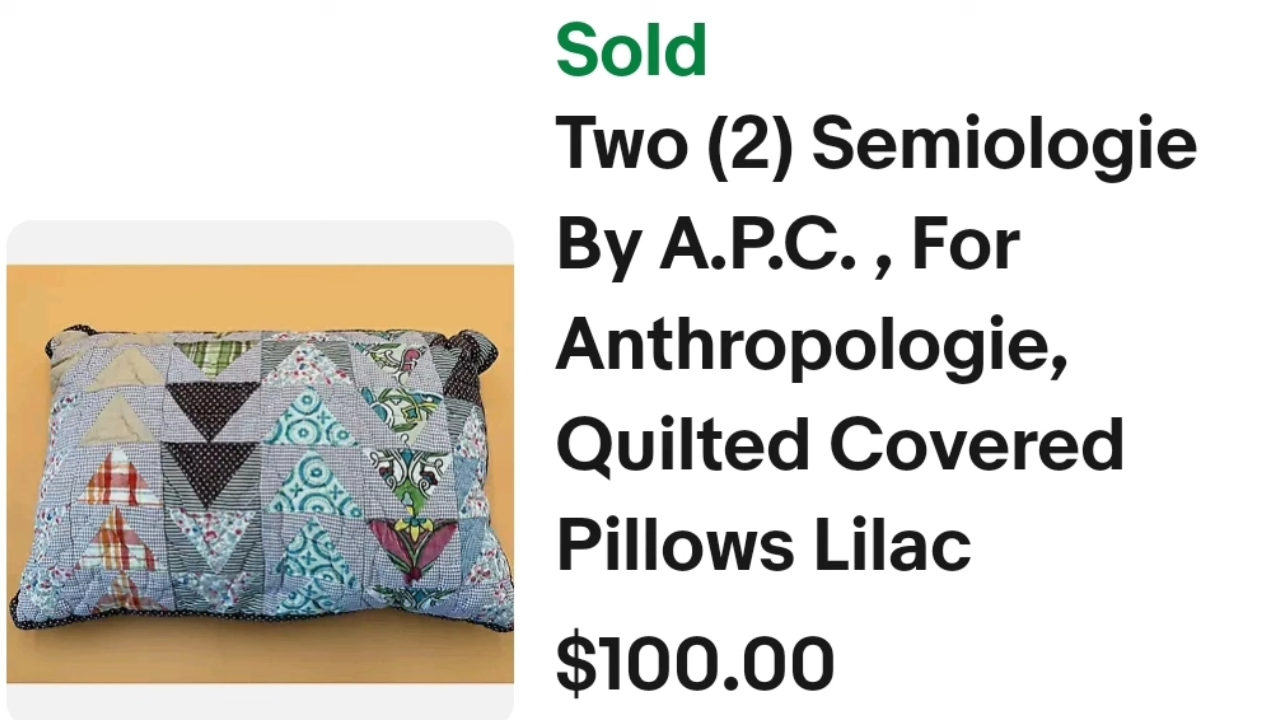 Sold
Two (2) Semiologie
By A.P.C. , For
Anthropologie,
Quilted Covered
Pillows Lilac
$100.00